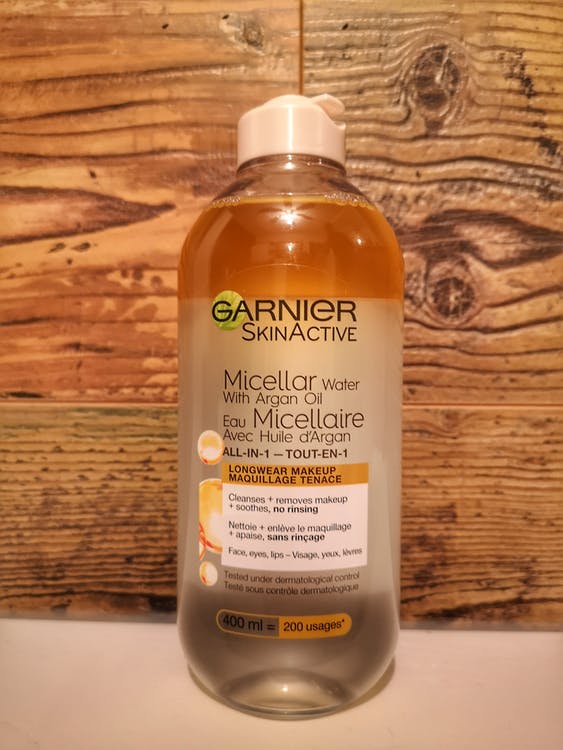 GARNIER
SKINACTIVE
Micellar Water
With Argan Oil
Eau Micellaire
Avec Huile d'Argan
ALL-IN-1 – TOUT-EN-1
LONGWEAR MAKEUP
MAQUILLAGE TENACE
Cleanses + removes makeup
+ soothes, no rinsing
Nettoie + enlève le maquillage
+ apaise, sans rinçage
Face, eyes, lips – Visage, yeux, lèvres
Tested under dermatological control
Testé sous contrôle dermatologique
400 ml = 200 usages*